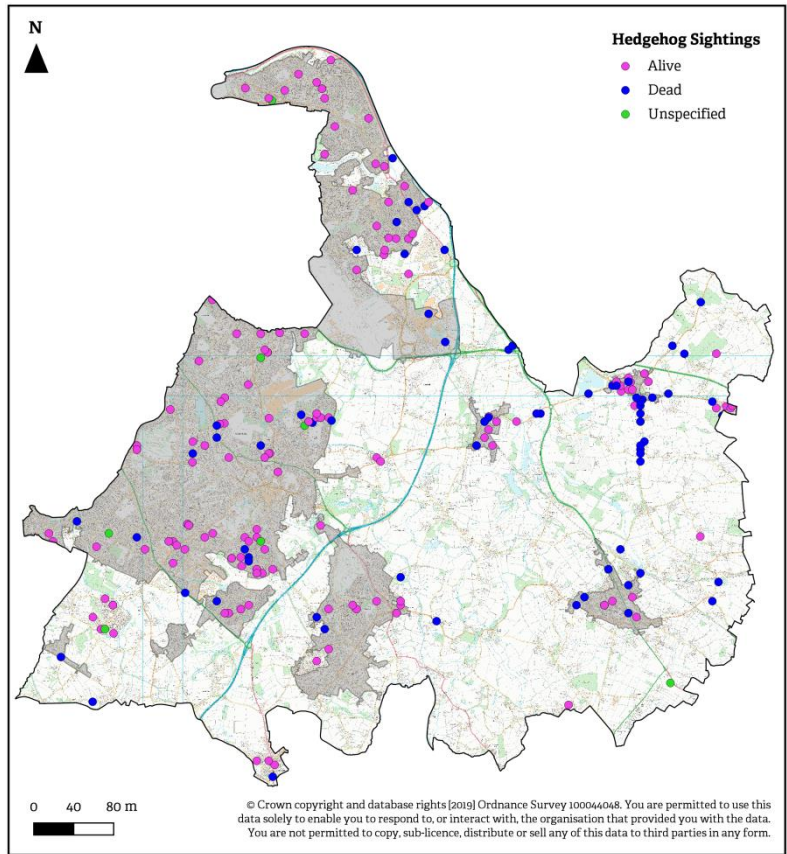 N
Hedgehog Sightings
Alive
Dead
Unspecified
0 40 80 m
© Crown copyright and database rights [2019] Ordnance Survey 100044048. You are permitted to use this
data solely to enable you to respond to, or interact with, the organisation that provided you with the data.
You are not permitted to copy, sub-licence, distribute or sell any of this data to third parties in any form.